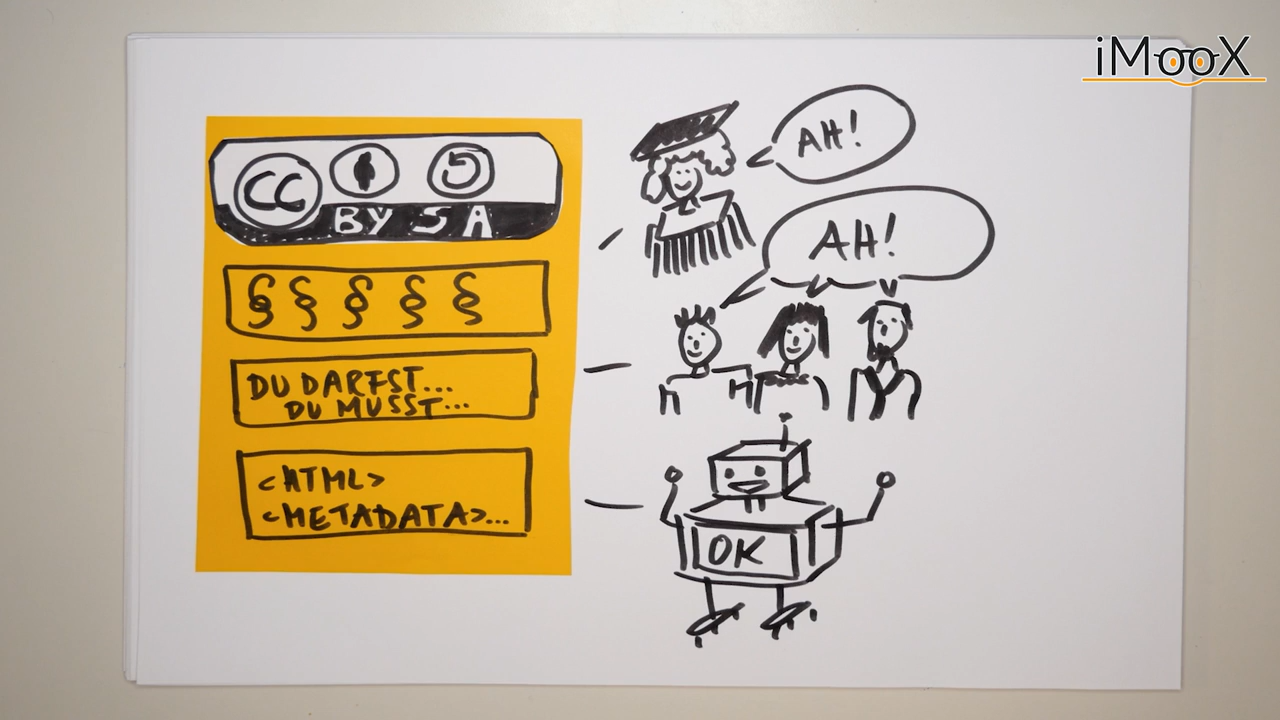 iMooX
CC
BY SA
§ § § § §
DU DARFST...
DU MUSST...
<HTML>
<METADATA>...
AH!
AH!
OK